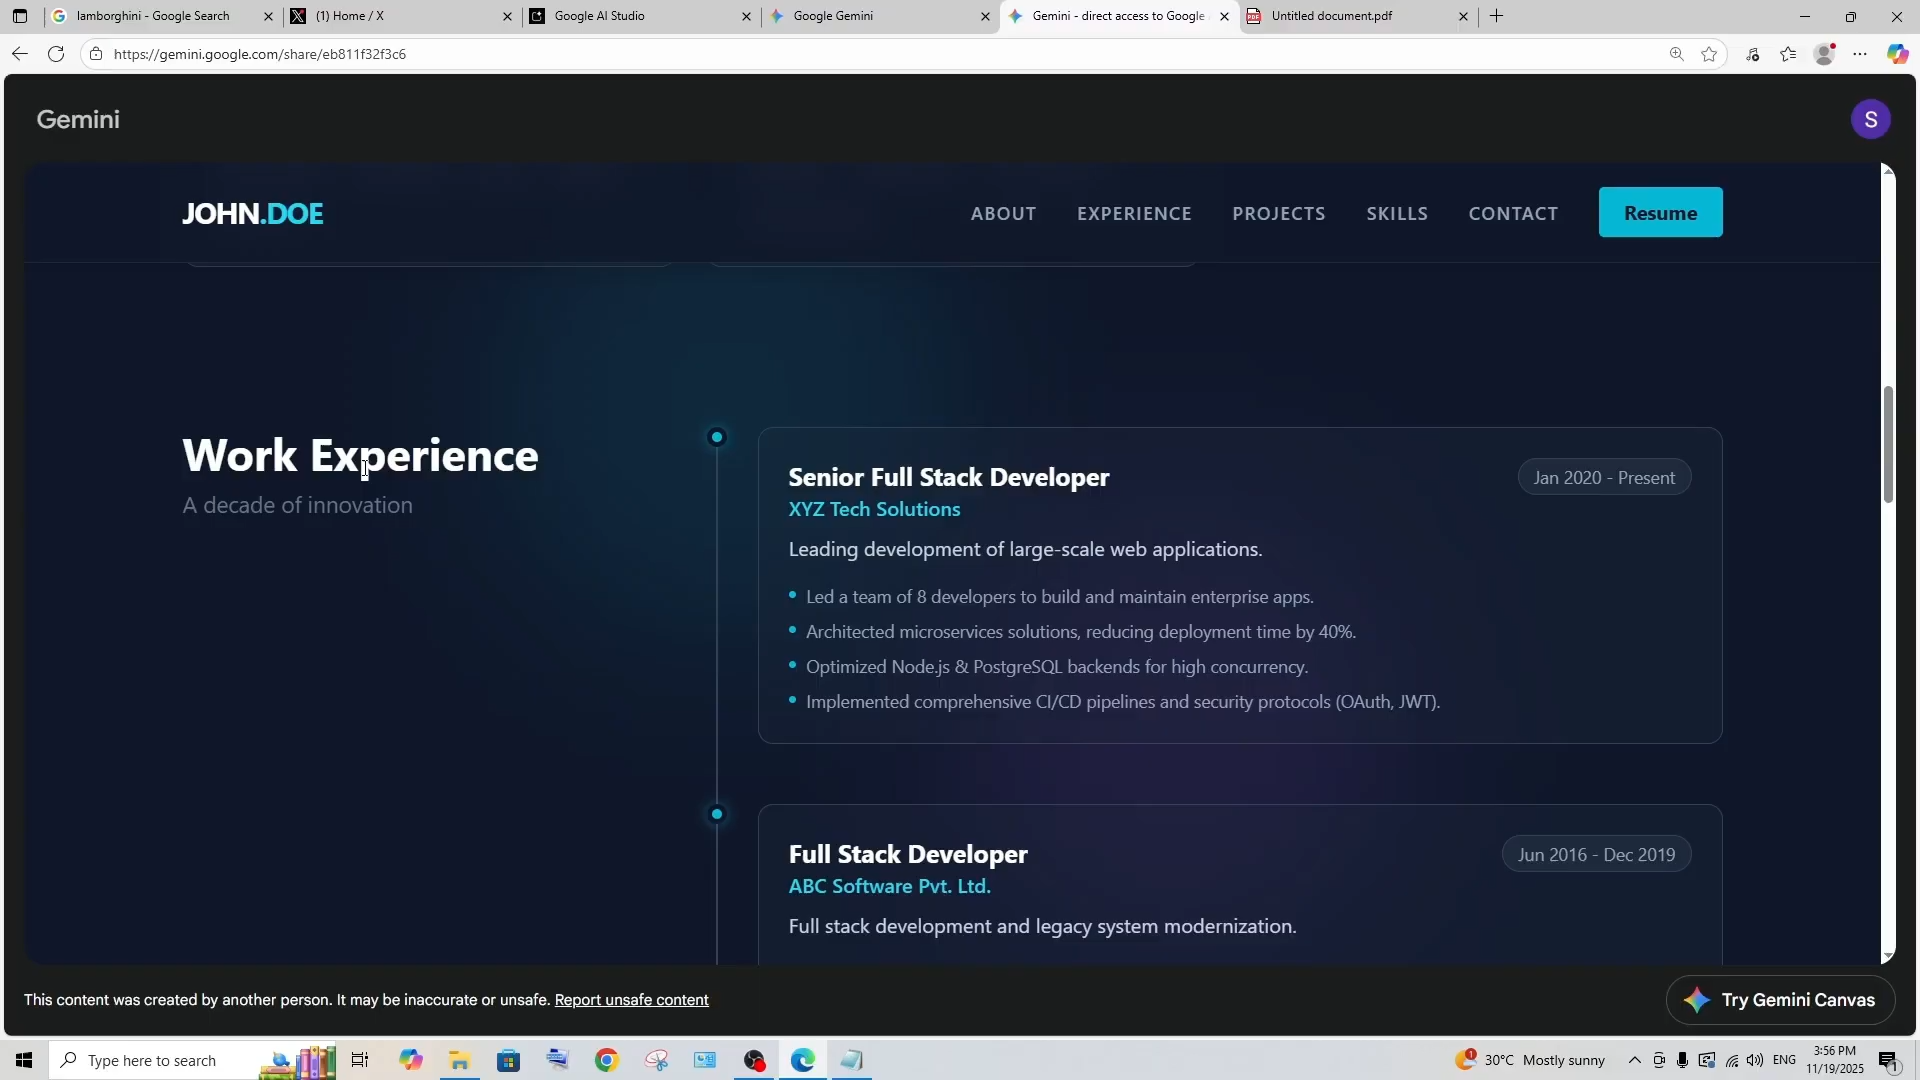 lamborghini - Google Search
(1) Home / X
Google AI Studio
Google Gemini
Gemini - direct access to Google
Untitled document.pdf
https://gemini.google.com/share/eb811f32f3c6
Gemini
S
JOHN.DOE
ABOUT
EXPERIENCE
PROJECTS
SKILLS
CONTACT
Resume
Work Experience
A decade of innovation
Senior Full Stack Developer
Jan 2020 - Present
XYZ Tech Solutions
Leading development of large-scale web applications.
Led a team of 8 developers to build and maintain enterprise apps.
Architected microservices solutions, reducing deployment time by 40%.
Optimized Node.js & PostgreSQL backends for high concurrency.
Implemented comprehensive CI/CD pipelines and security protocols (OAuth, JWT).
Full Stack Developer
Jun 2016 - Dec 2019
ABC Software Pvt. Ltd.
Full stack development and legacy system modernization.
This content was created by another person. It may be inaccurate or unsafe. Report unsafe content
Try Gemini Canvas
Type here to search
1
30°C Mostly sunny
ENG
3:56 PM
11/19/2025
1